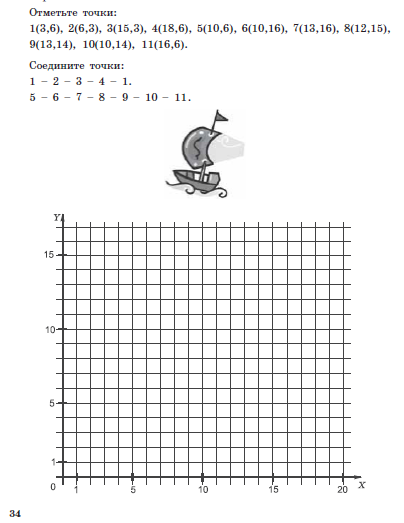 Отметьте точки:
1(3,6), 2(6,3), 3(15,3), 4(18,6), 5(10,6), 6(10,16), 7(13,16), 8(12,15),
9(13,14), 10(10,14), 11(16,6).
Соедините точки:
1 – 2 – 3 – 4 – 1.
5 – 6 – 7 – 8 – 9 – 10 – 11.
Y
15
10
5
1
0 1 5 10 15 20 X
34